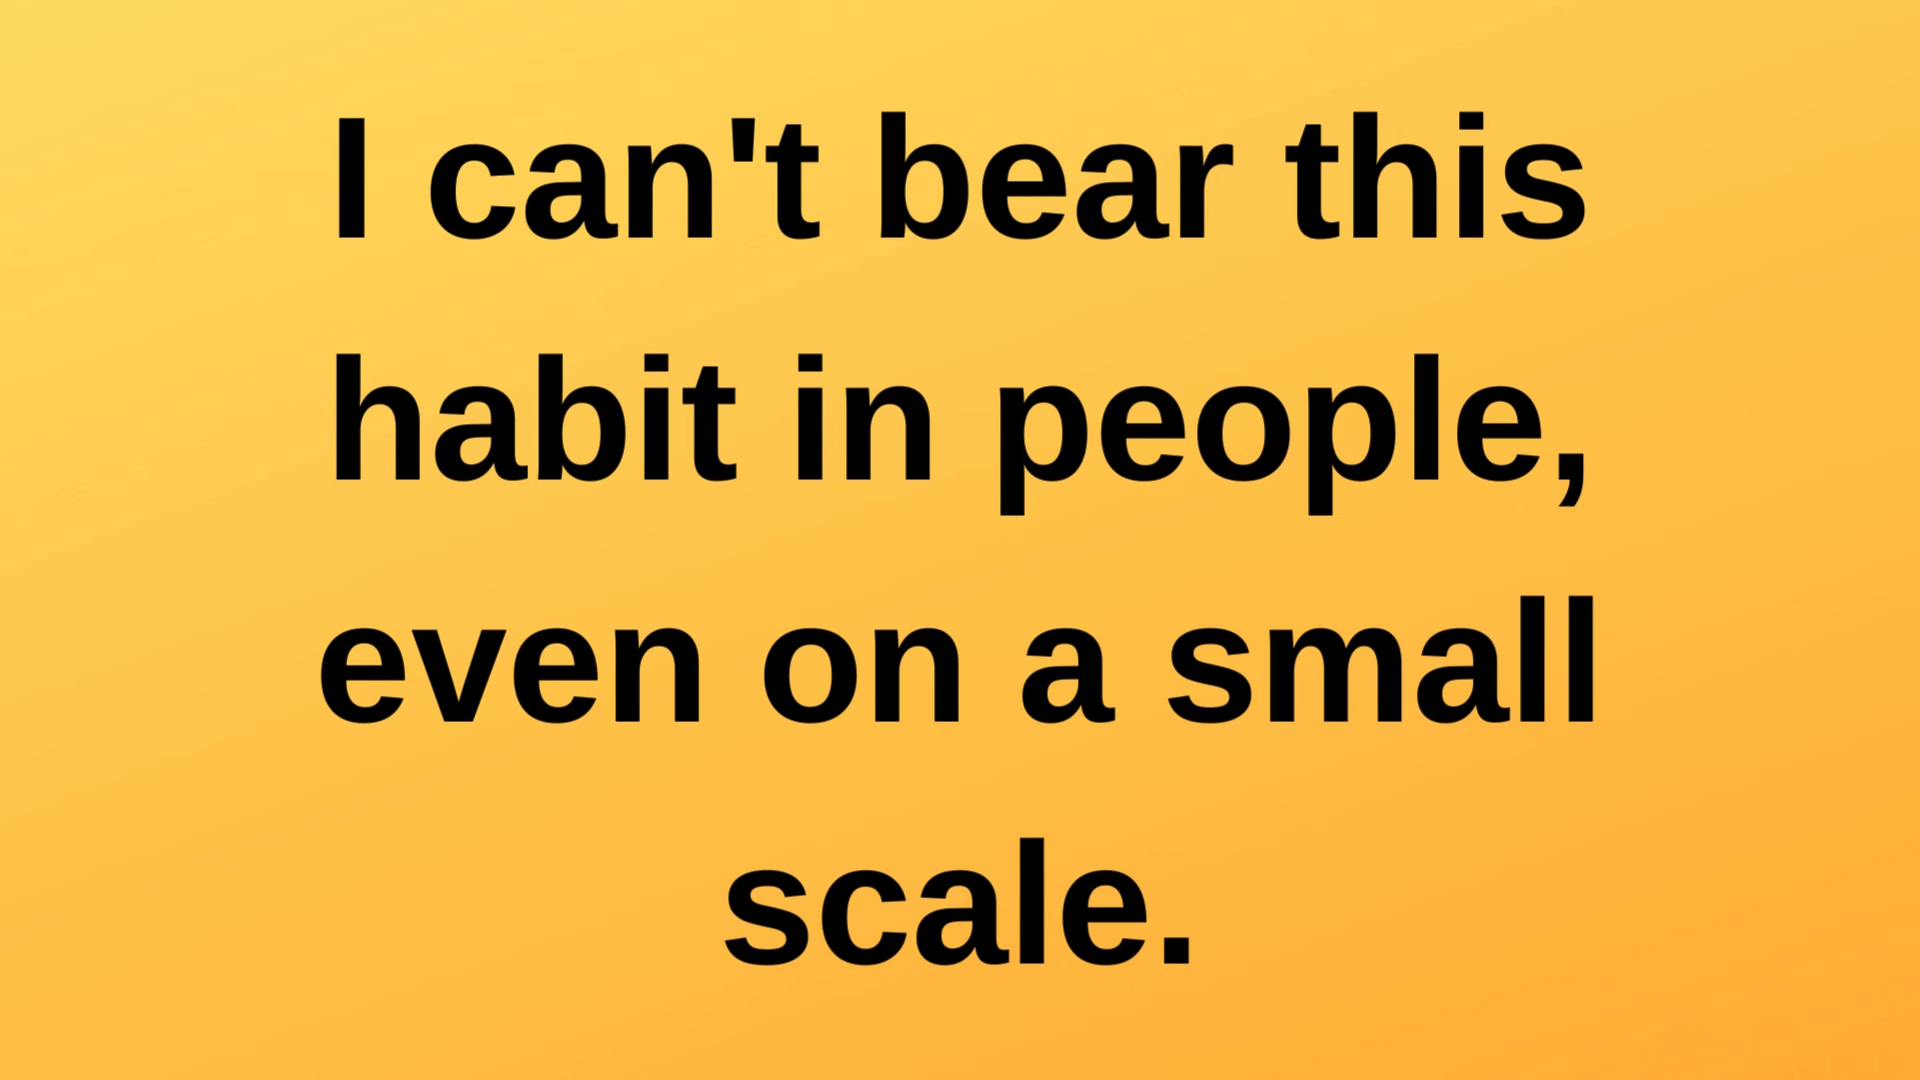 I can't bear this
habit in people,
even on a small
scale.